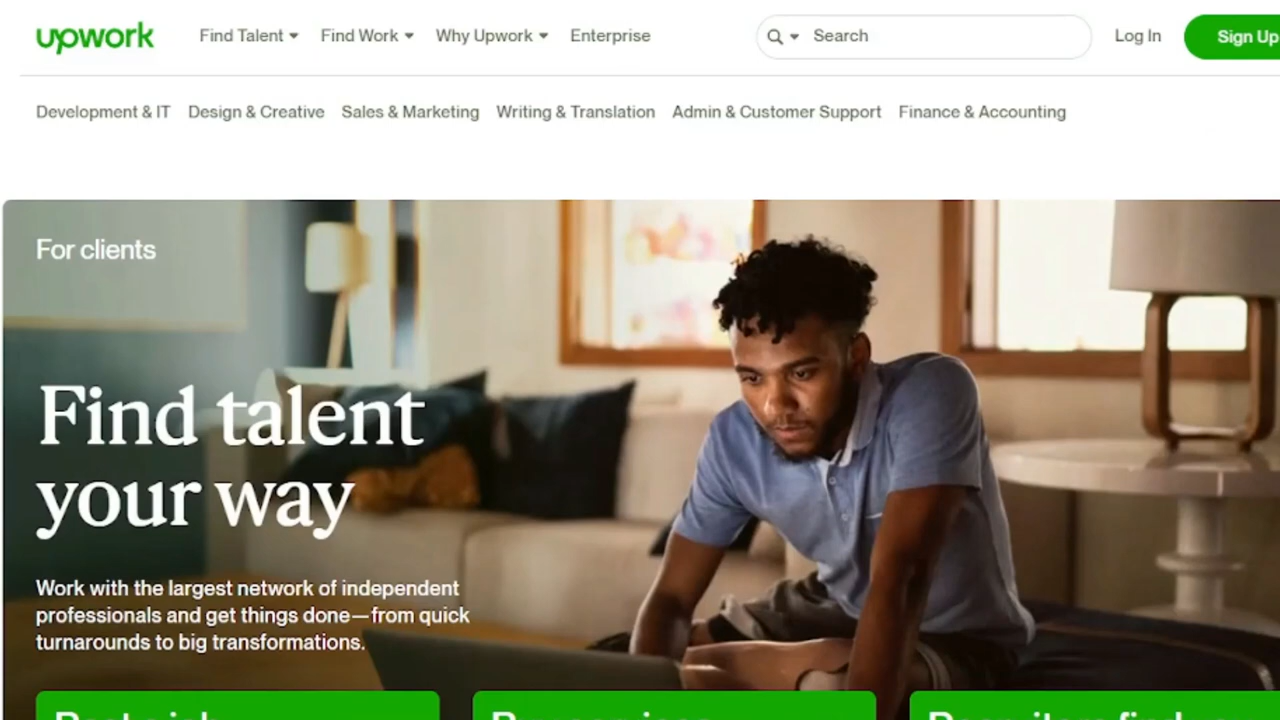 upwork Find Talent Find Work Why Upwork Enterprise Search Log In Sign Up
Development & IT Design & Creative Sales & Marketing Writing & Translation Admin & Customer Support Finance & Accounting
For clients
Find talent
your way
Work with the largest network of independent
professionals and get things done—from quick
turnarounds to big transformations.